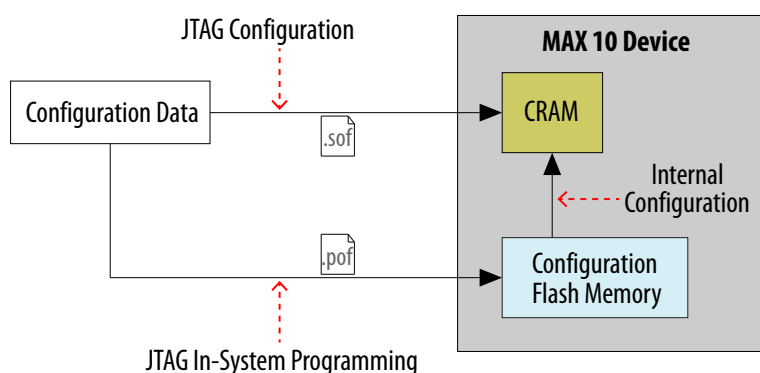 JTAG Configuration
MAX 10 Device
Configuration Data
CRAM
.sof
Internal
Configuration
.pof
Configuration
Flash Memory
JTAG In-System Programming